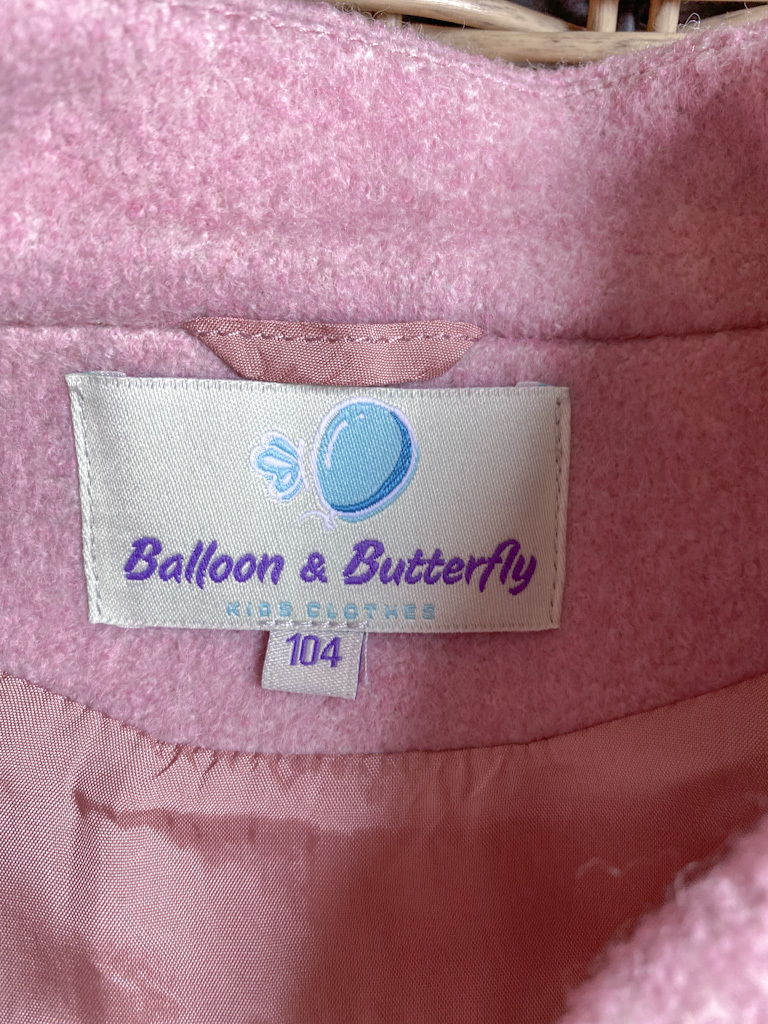 Balloon & Butterfly
KIDS CLOTHES
104